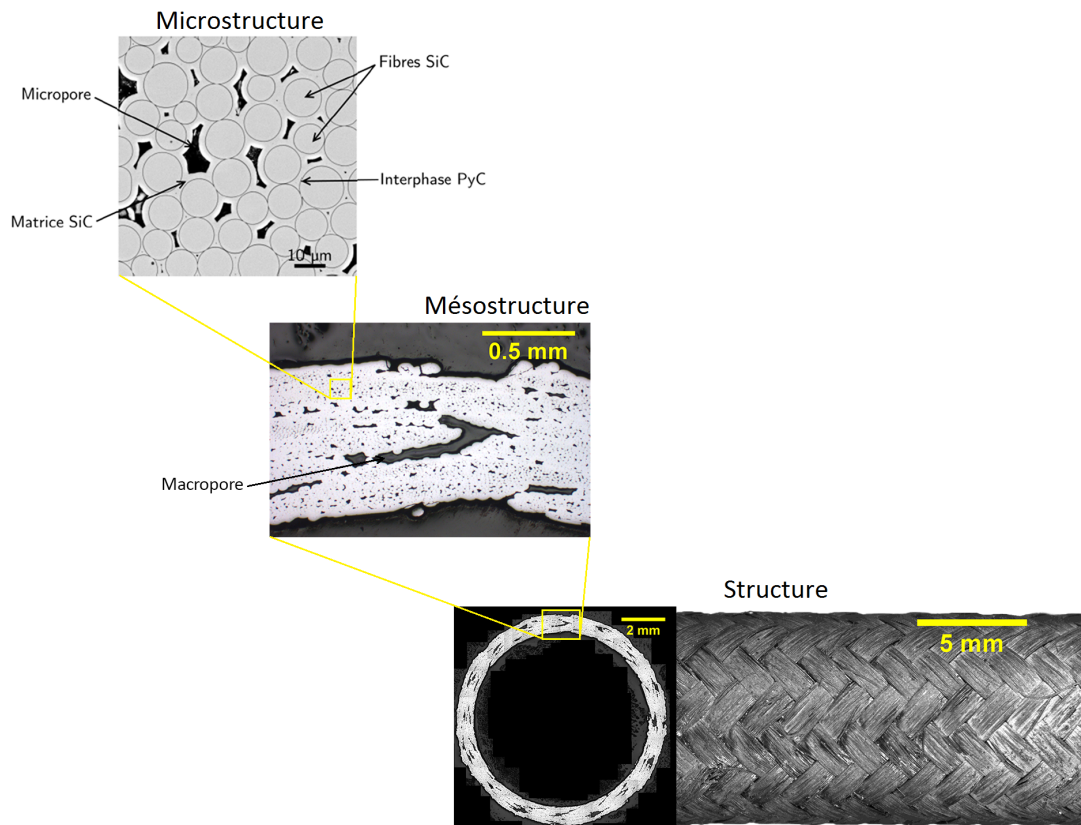 Microstructure
Fibres SiC
Micropore
Interphase PyC
Matrice SiC
10 µm
Mésostructure
0.5 mm
Macropore
Structure
2 mm
5 mm